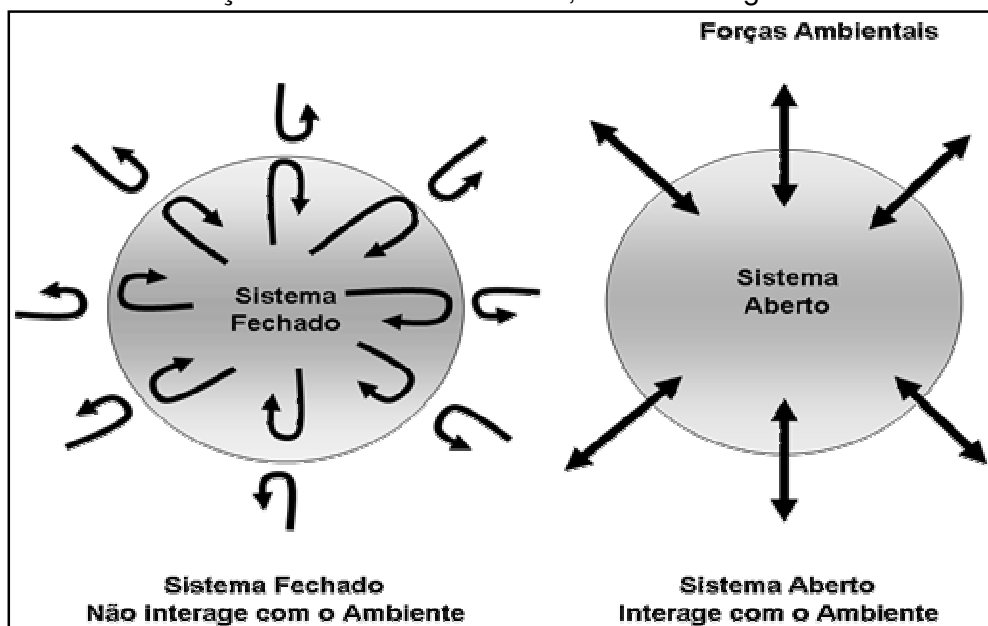 Forças Ambientais
Sistema
Fechado
Sistema
Aberto
Sistema Fechado
Não interage com o Ambiente
Sistema Aberto
Interage com o Ambiente